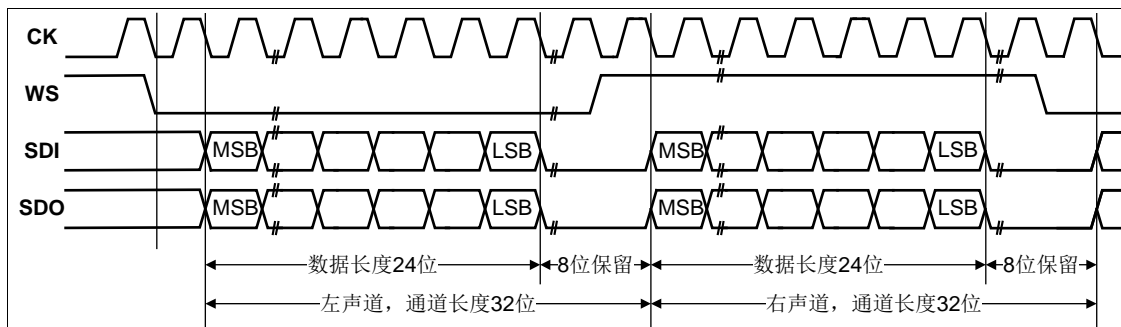 CK
WS
SDI
MSB
LSB
MSB
LSB
SDO
MSB
LSB
MSB
LSB
数据长度24位
8位保留
数据长度24位
8位保留
左声道，通道长度32位
右声道，通道长度32位